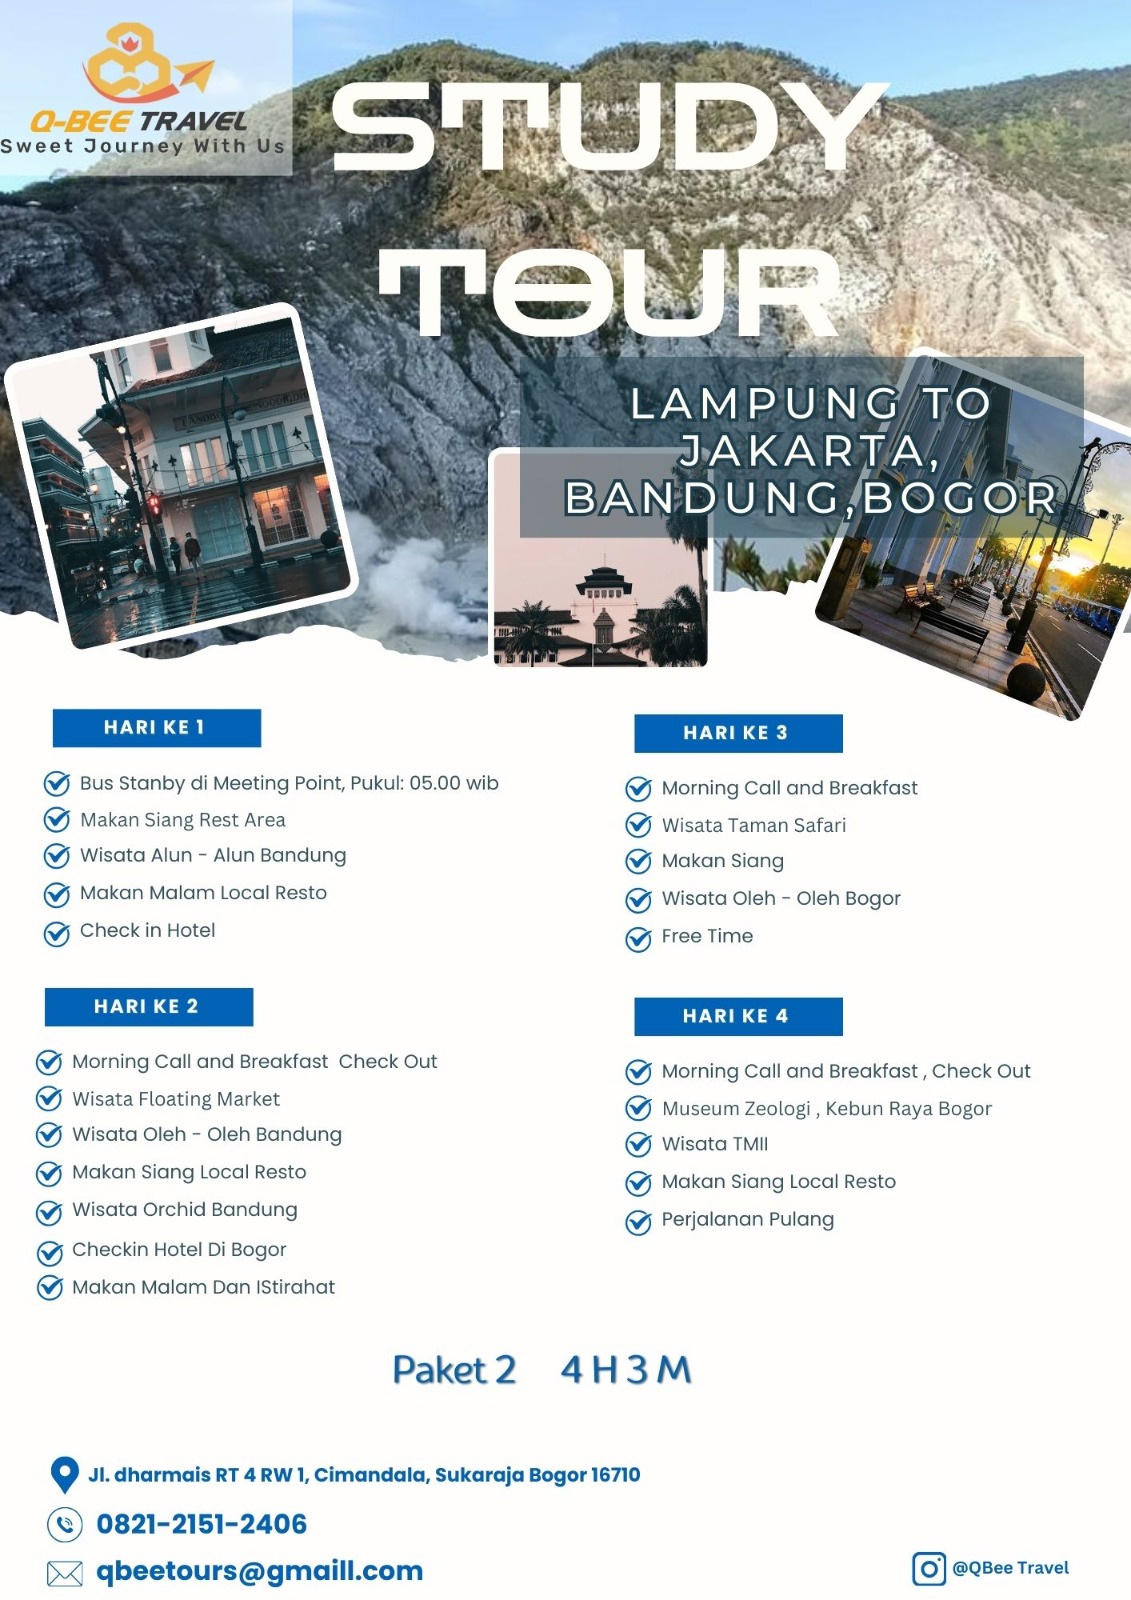 Q-BEE TRAVEL
Sweet Journey With Us
STUDY
TOUR
LAMPUNG TO
JAKARTA,
BANDUNG,BOGOR
HARI KE 1
Bus Stanby di Meeting Point, Pukul: 05.00 wib
Makan Siang Rest Area
Wisata Alun - Alun Bandung
Makan Malam Local Resto
Check in Hotel
HARI KE 2
Morning Call and Breakfast Check Out
Wisata Floating Market
Wisata Oleh - Oleh Bandung
Makan Siang Local Resto
Wisata Orchid Bandung
Checkin Hotel Di Bogor
Makan Malam Dan IStirahat
HARI KE 3
Morning Call and Breakfast
Wisata Taman Safari
Makan Siang
Wisata Oleh - Oleh Bogor
Free Time
HARI KE 4
Morning Call and Breakfast , Check Out
Museum Zeologi , Kebun Raya Bogor
Wisata TMII
Makan Siang Local Resto
Perjalanan Pulang
Paket 2 4 H 3 M
Jl. dharmais RT 4 RW 1, Cimandala, Sukaraja Bogor 16710
0821-2151-2406
qbeetours@gmaill.com
@QBee Travel